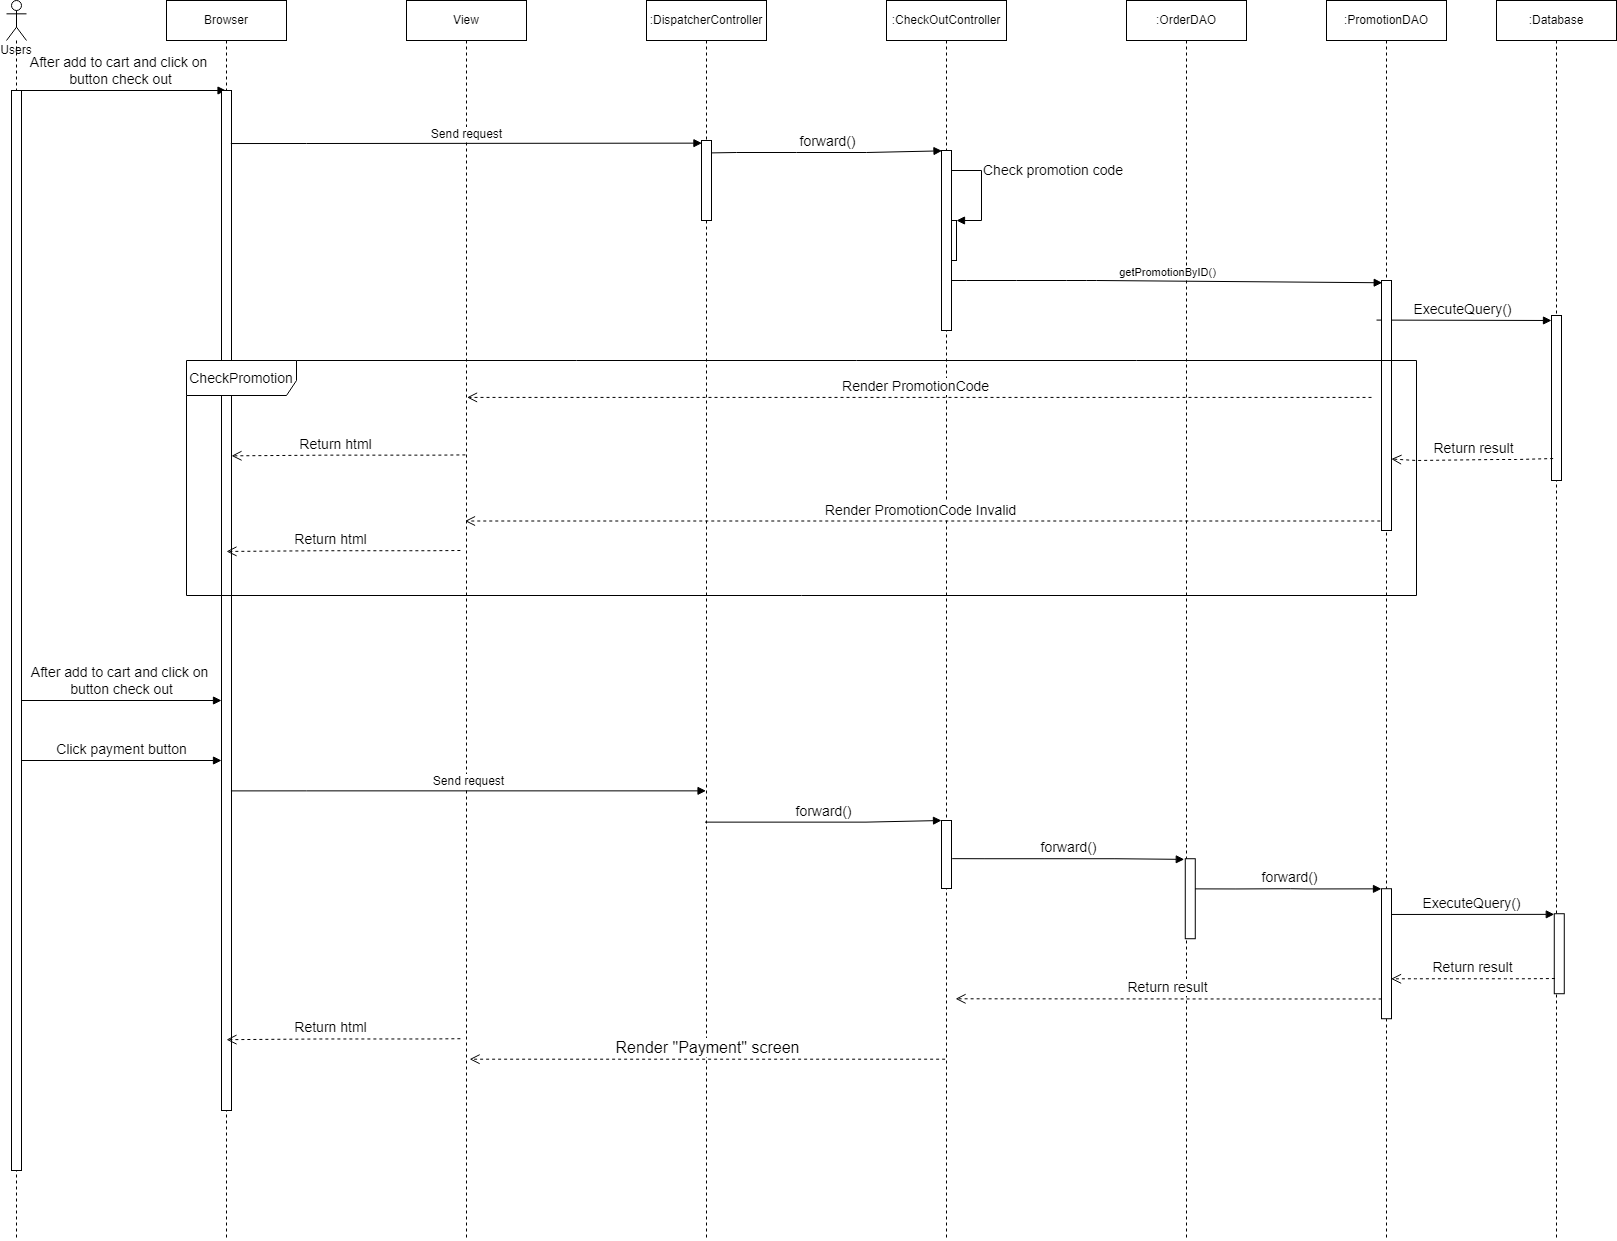 Browser
View
:DispatcherController
:CheckOutController
:OrderDAO
:PromotionDAO
:Database
Users
After add to cart and click on
button check out
Send request
forward()
Check promotion code
getPromotionByID()
ExecuteQuery()
CheckPromotion
Render PromotionCode
Return html
Return result
Render PromotionCode Invalid
Return html
After add to cart and click on
button check out
Click payment button
Send request
forward()
forward()
forward()
ExecuteQuery()
Return result
Return result
Return html
Render "Payment" screen